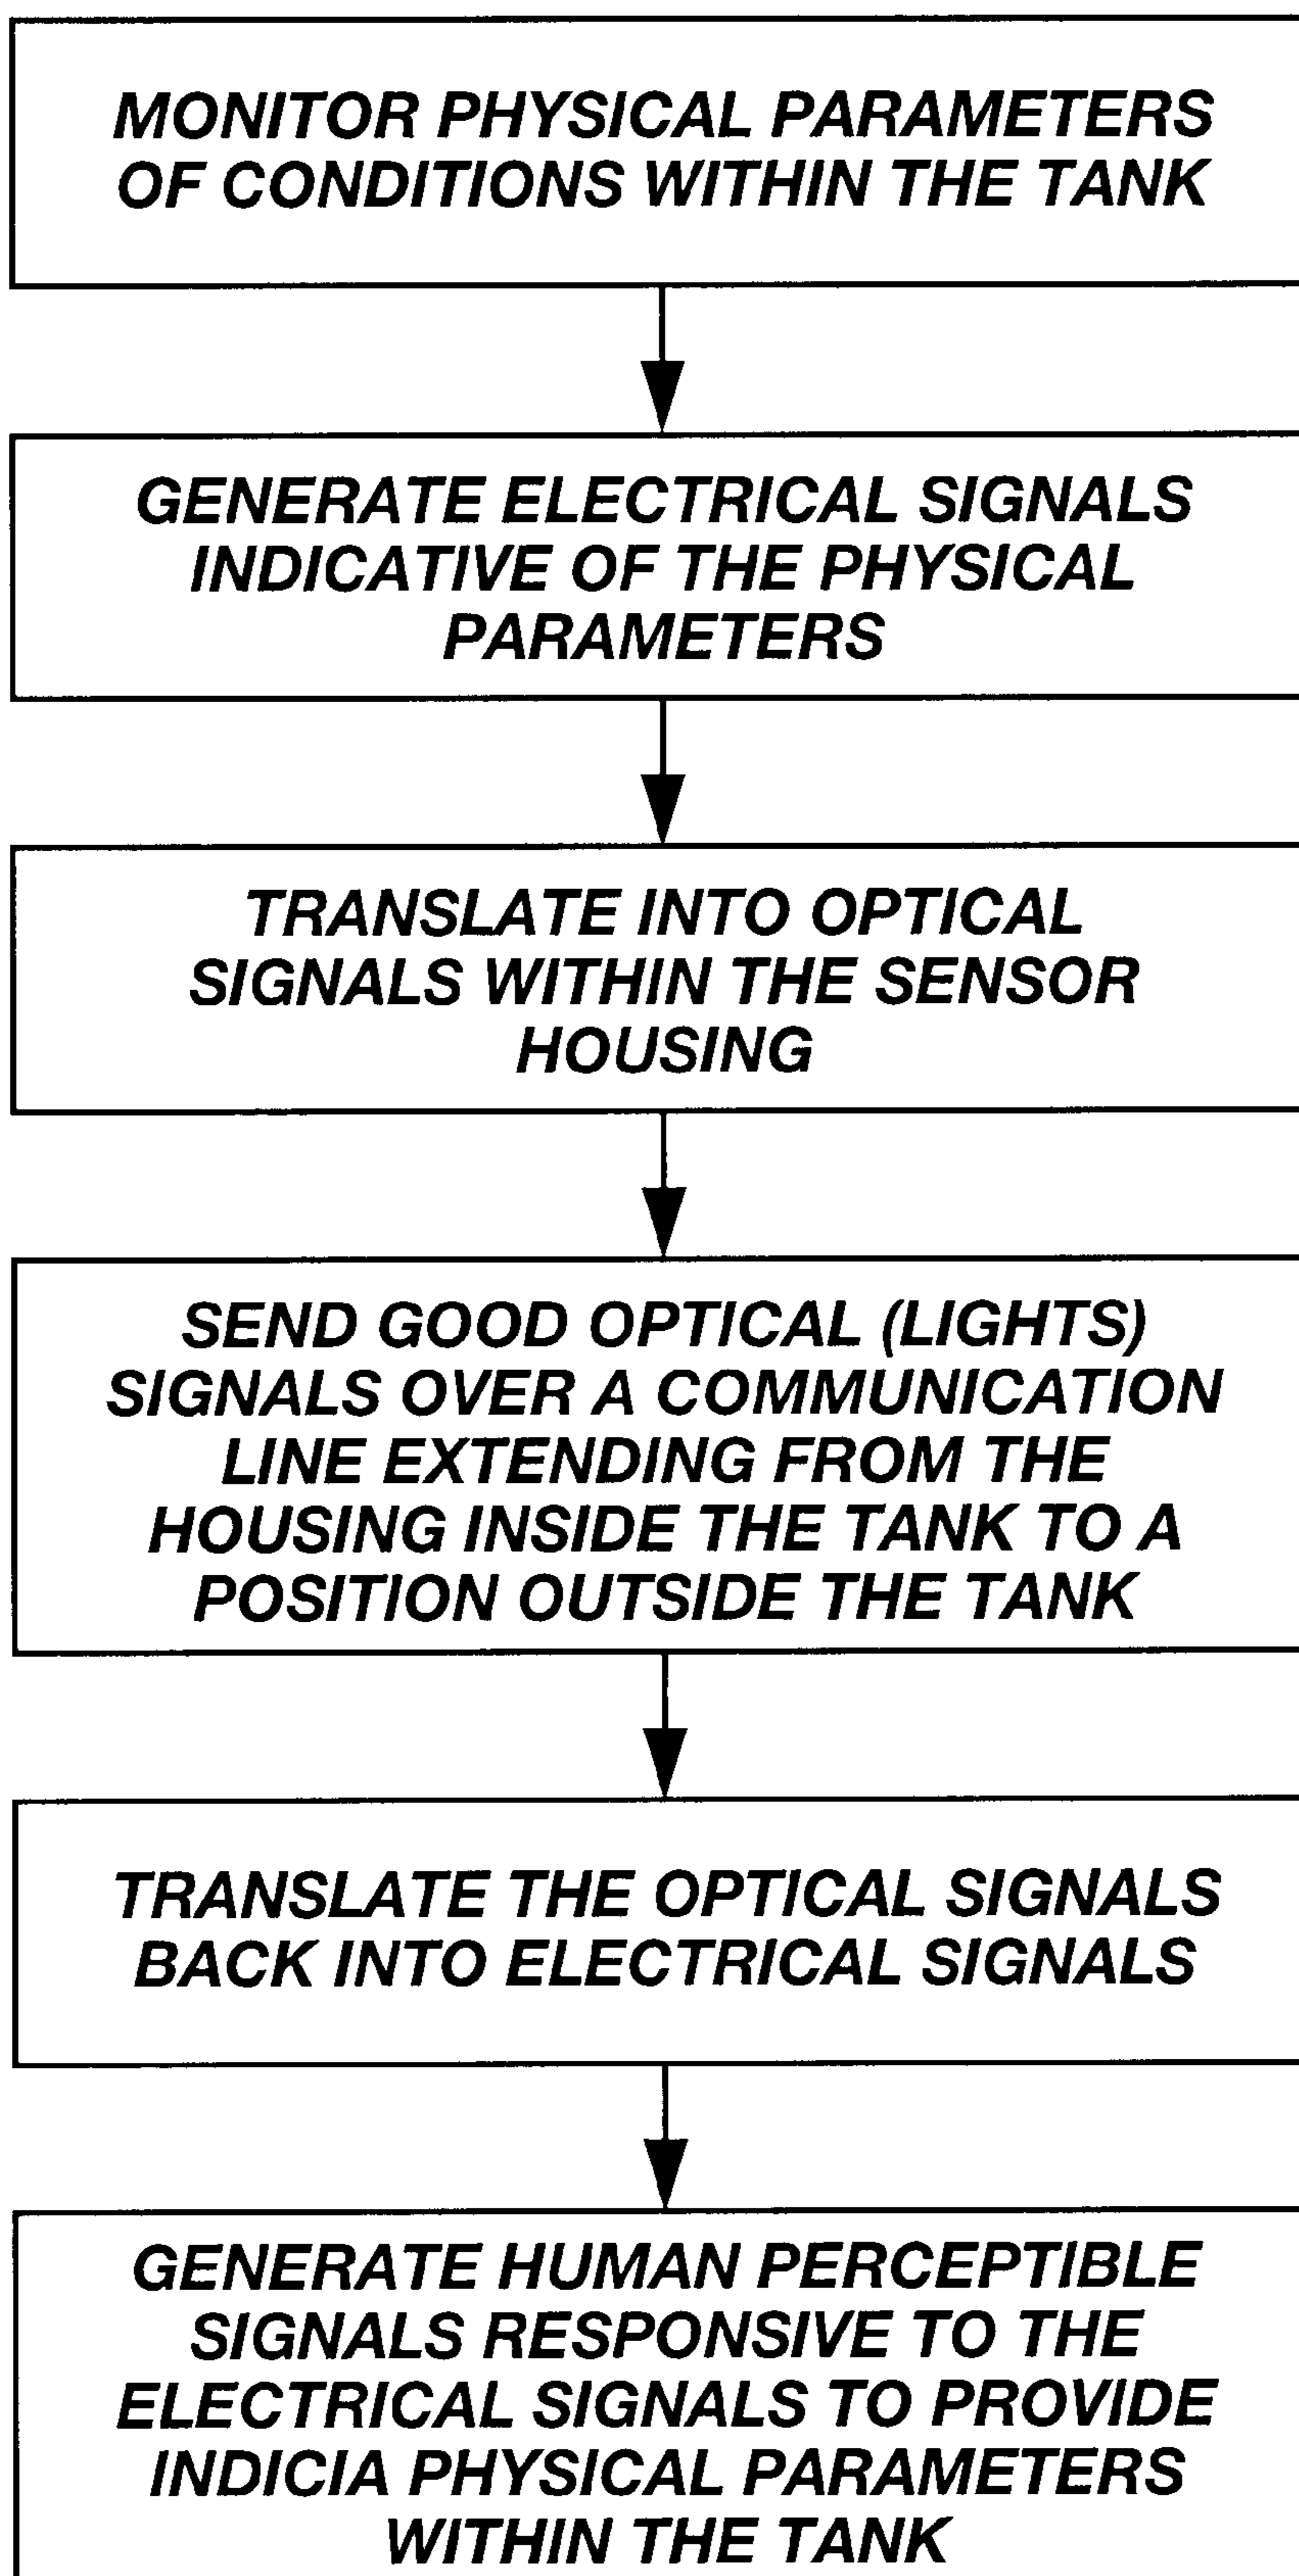 MONITOR PHYSICAL PARAMETERS
OF CONDITIONS WITHIN THE TANK
GENERATE ELECTRICAL SIGNALS
INDICATIVE OF THE PHYSICAL
PARAMETERS
TRANSLATE INTO OPTICAL
SIGNALS WITHIN THE SENSOR
HOUSING
SEND GOOD OPTICAL (LIGHTS)
SIGNALS OVER A COMMUNICATION
LINE EXTENDING FROM THE
HOUSING INSIDE THE TANK TO A
POSITION OUTSIDE THE TANK
TRANSLATE THE OPTICAL SIGNALS
BACK INTO ELECTRICAL SIGNALS
GENERATE HUMAN PERCEPTIBLE
SIGNALS RESPONSIVE TO THE
ELECTRICAL SIGNALS TO PROVIDE
INDICIA PHYSICAL PARAMETERS
WITHIN THE TANK